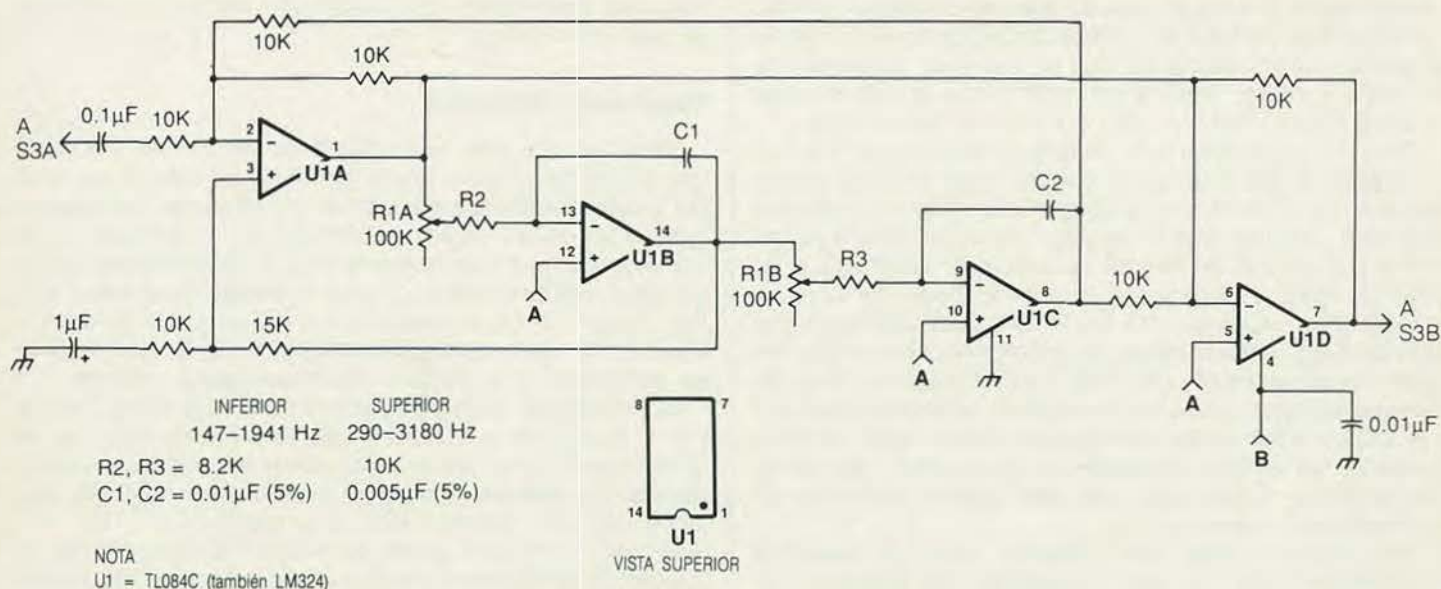 10K
10K
10K
0.1µF
10K
A
S3A
2
3
1
U1A
C1
R1A
100K
R2
13
12
14
U1B
A
C2
R1B
100K
R3
9
10
8
11
U1C
A
10K
6
5
7
4
U1D
A
S3B
A
B
0.01µF
1µF
+
10K
15K
INFERIOR SUPERIOR
147–1941 Hz 290–3180 Hz
R2, R3 = 8.2K 10K
C1, C2 = 0.01µF (5%) 0.005µF (5%)
8 7
14 1
U1
VISTA SUPERIOR
NOTA
U1 = TL084C (también LM324)